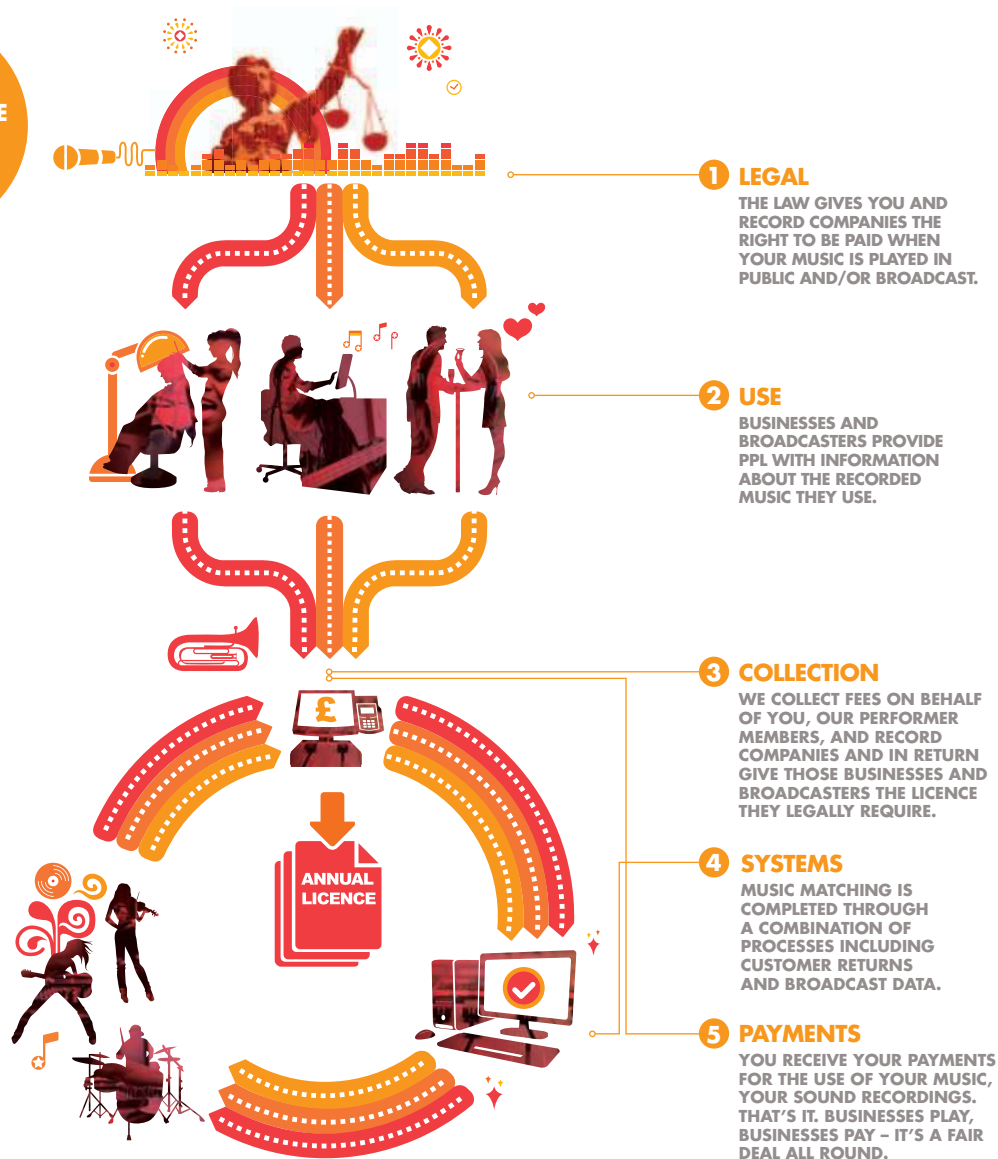 E
1 LEGAL
THE LAW GIVES YOU AND
RECORD COMPANIES THE
RIGHT TO BE PAID WHEN
YOUR MUSIC IS PLAYED IN
PUBLIC AND/OR BROADCAST.
2 USE
BUSINESSES AND
BROADCASTERS PROVIDE
PPL WITH INFORMATION
ABOUT THE RECORDED
MUSIC THEY USE.
£
3 COLLECTION
WE COLLECT FEES ON BEHALF
OF YOU, OUR PERFORMER
MEMBERS, AND RECORD
COMPANIES AND IN RETURN
GIVE THOSE BUSINESSES AND
BROADCASTERS THE LICENCE
THEY LEGALLY REQUIRE.
ANNUAL
LICENCE
4 SYSTEMS
MUSIC MATCHING IS
COMPLETED THROUGH
A COMBINATION OF
PROCESSES INCLUDING
CUSTOMER RETURNS
AND BROADCAST DATA.
5 PAYMENTS
YOU RECEIVE YOUR PAYMENTS
FOR THE USE OF YOUR MUSIC,
YOUR SOUND RECORDINGS.
THAT'S IT. BUSINESSES PLAY,
BUSINESSES PAY – IT'S A FAIR
DEAL ALL ROUND.